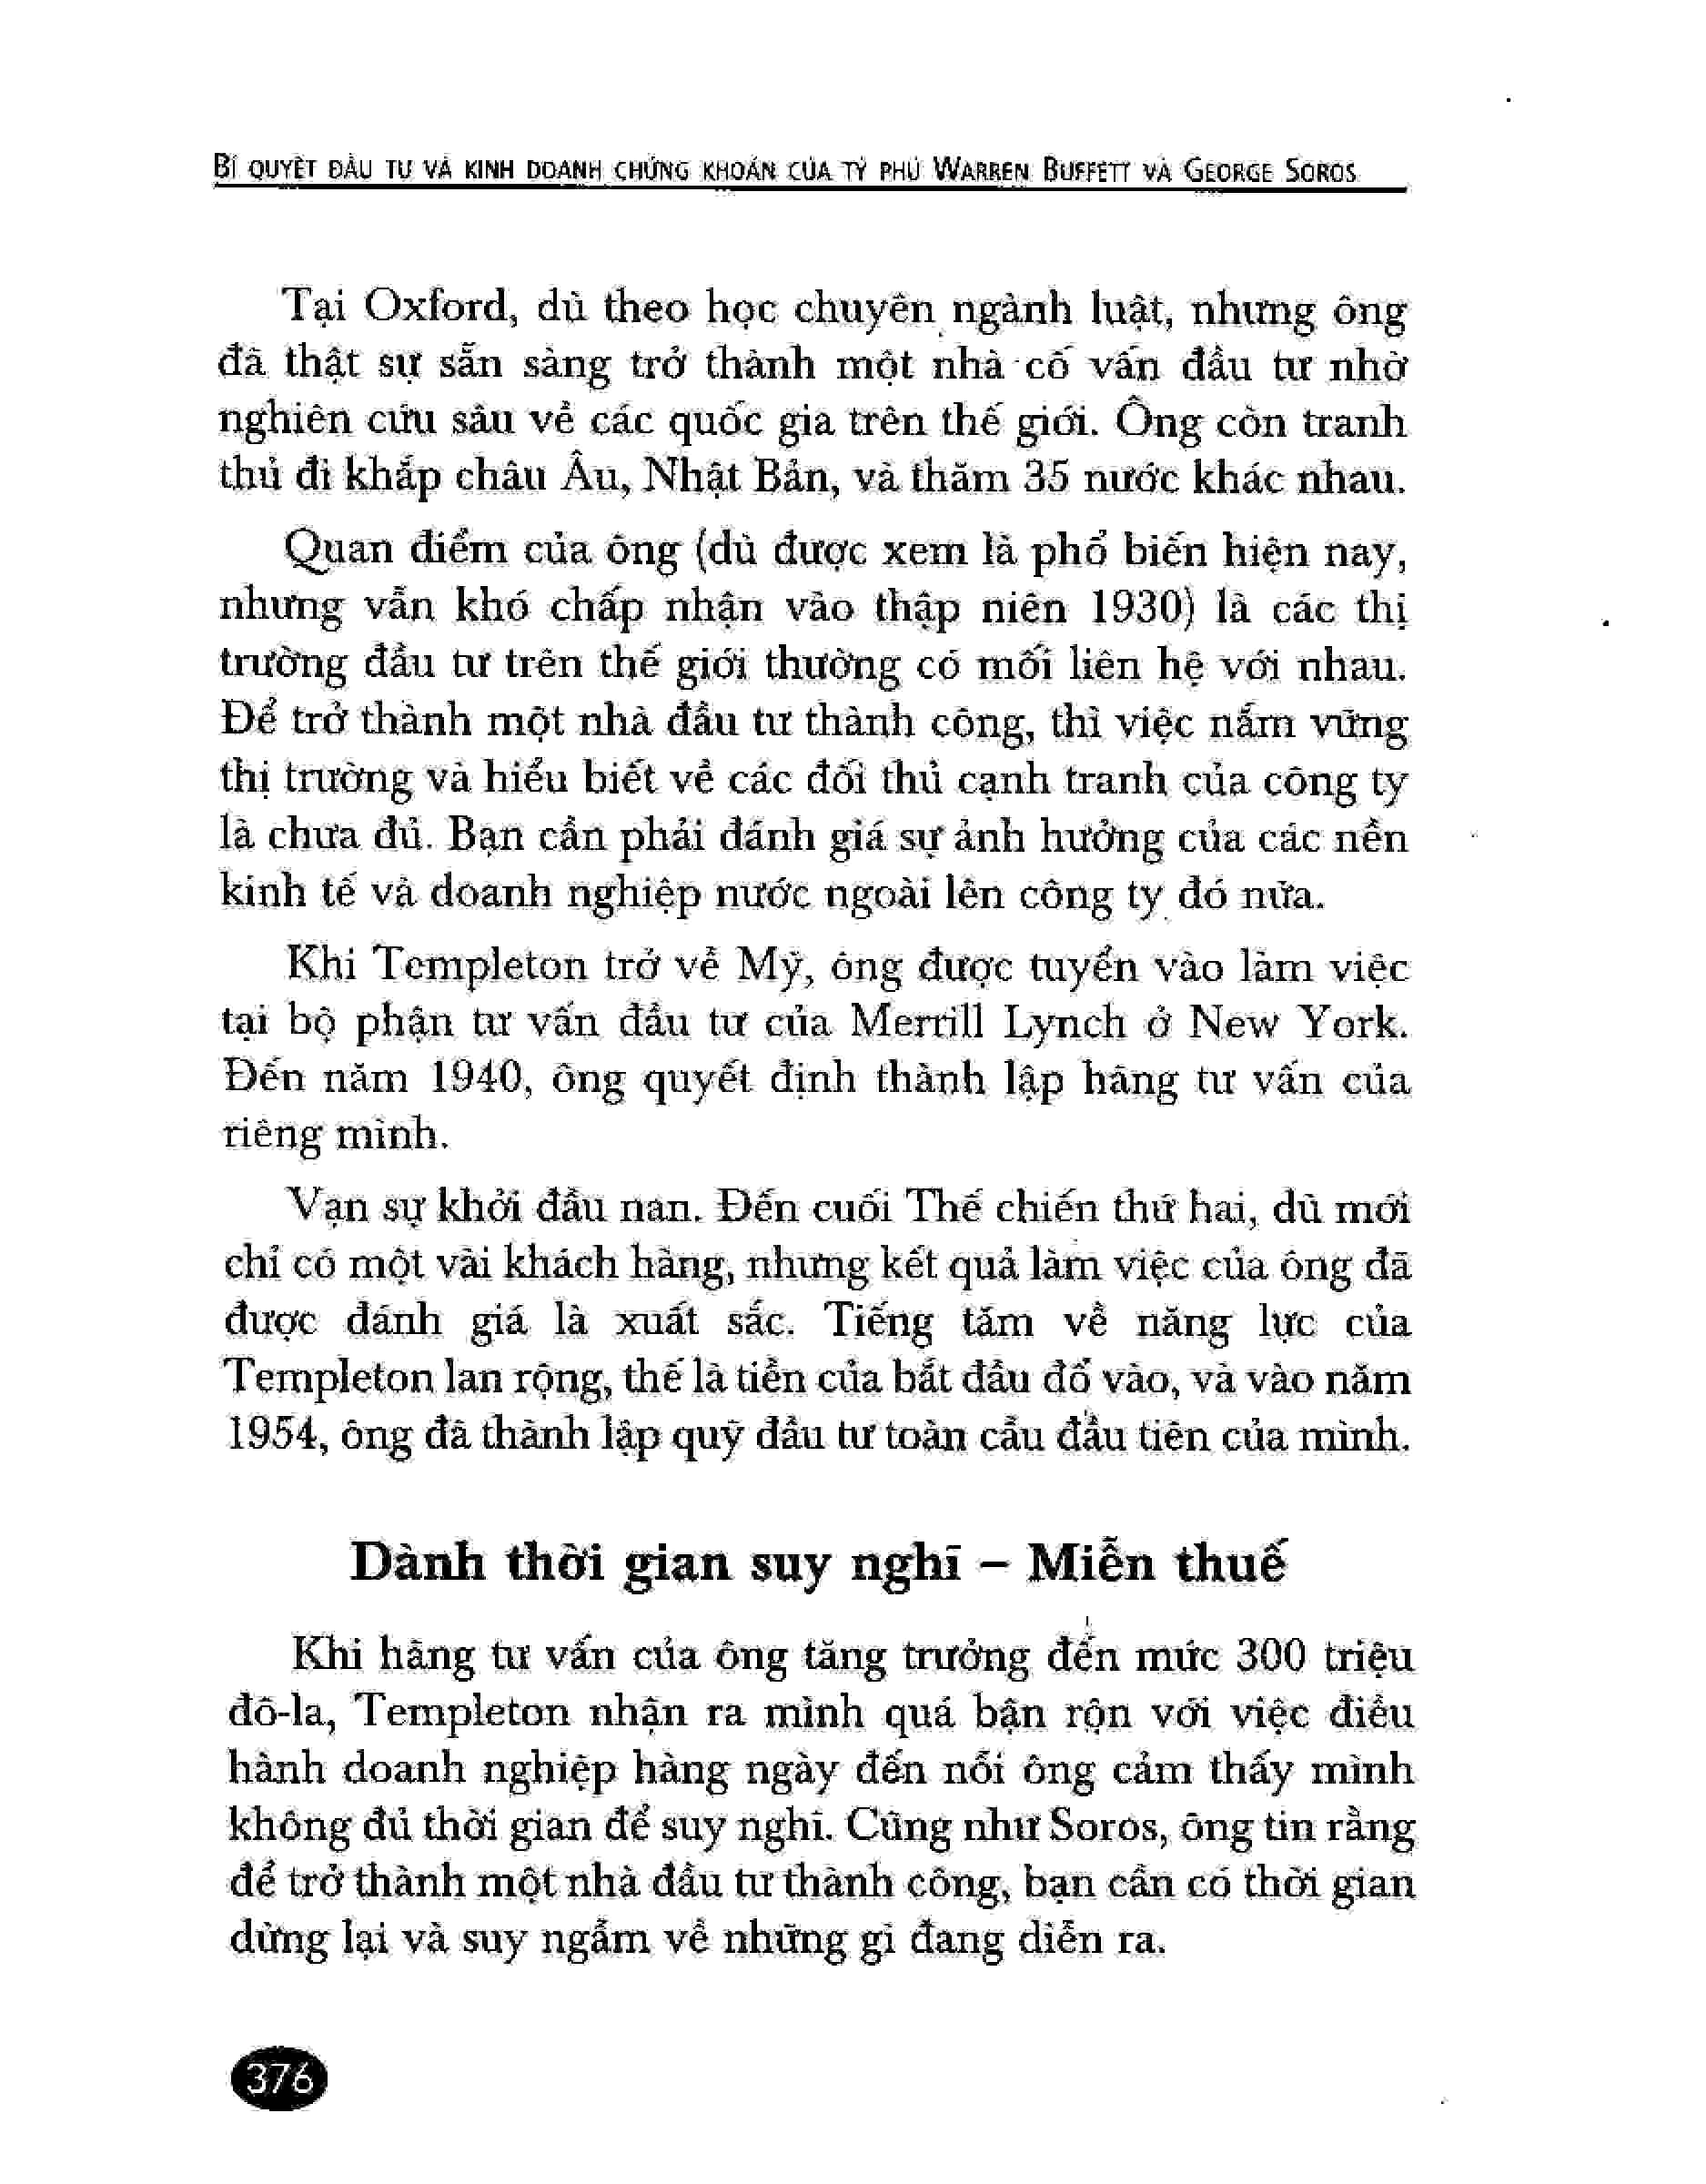 BÍ QUYẾT ĐẦU TƯ VÀ KINH DOANH CHỨNG KHOÁN CỦA TỶ PHÚ WARREN BUFFETT VÀ GEORGE SOROS
Tại Oxford, dù theo học chuyên ngành luật, nhưng ông
đã thật sự sẵn sàng trở thành một nhà cố vấn đầu tư nhờ
nghiên cứu sâu về các quốc gia trên thế giới. Ông còn tranh
thủ đi khắp châu Âu, Nhật Bản, và thăm 35 nước khác nhau.
Quan điểm của ông (dù được xem là phổ biến hiện nay,
nhưng vẫn khó chấp nhận vào thập niên 1930) là các thị
trường đầu tư trên thế giới thường có mối liên hệ với nhau.
Để trở thành một nhà đầu tư thành công, thì việc nắm vững
thị trường và hiểu biết về các đối thủ cạnh tranh của công ty
là chưa đủ. Bạn cần phải đánh giá sự ảnh hưởng của các nền
kinh tế và doanh nghiệp nước ngoài lên công ty đó nữa.
Khi Templeton trở về Mỹ, ông được tuyển vào làm việc
tại bộ phận tư vấn đầu tư của Merrill Lynch ở New York.
Đến năm 1940, ông quyết định thành lập hãng tư vấn của
riêng mình.
Vạn sự khởi đầu nan. Đến cuối Thế chiến thứ hai, dù mới
chỉ có một vài khách hàng, nhưng kết quả làm việc của ông đã
được đánh giá là xuất sắc. Tiếng tăm về năng lực của
Templeton lan rộng, thế là tiền của bắt đầu đổ vào, và vào năm
1954, ông đã thành lập quỹ đầu tư toàn cầu đầu tiên của mình.
Dành thời gian suy nghĩ – Miễn thuế
Khi hãng tư vấn của ông tăng trưởng đến mức 300 triệu
đô-la, Templeton nhận ra mình quá bận rộn với việc điều
hành doanh nghiệp hàng ngày đến nỗi ông cảm thấy mình
không đủ thời gian để suy nghĩ. Cũng như Soros, ông tin rằng
để trở thành một nhà đầu tư thành công, bạn cần có thời gian
dừng lại và suy ngẫm về những gì đang diễn ra.
376